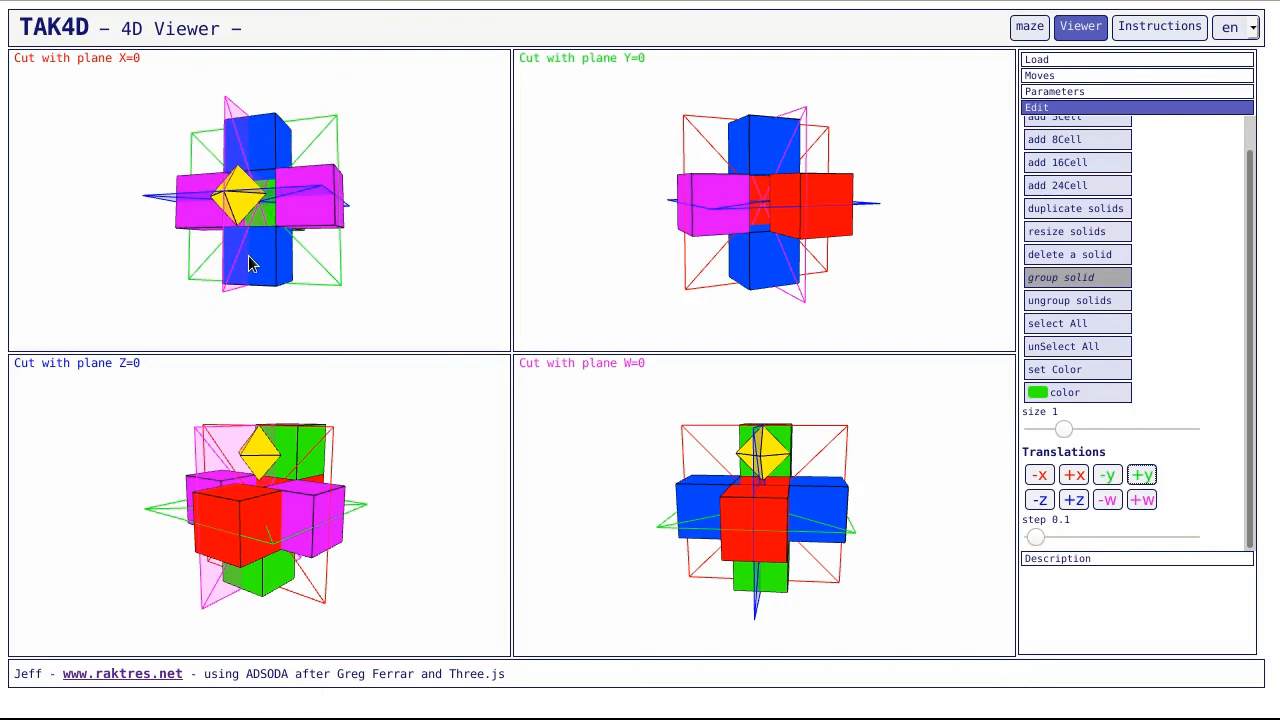 TAK4D – 4D Viewer –
maze
Viewer
Instructions
en
Cut with plane X=0
Cut with plane Y=0
Cut with plane Z=0
Cut with plane W=0
Load
Moves
Parameters
Edit
add 5Cell
add 8Cell
add 16Cell
add 24Cell
duplicate solids
resize solids
delete a solid
group solid
ungroup solids
select All
unSelect All
set Color
color
size 1
Translations
-x +x -y +y
-z +z -w +w
step 0.1
Description
Jeff - www.raktres.net - using ADSODA after Greg Ferrar and Three.js